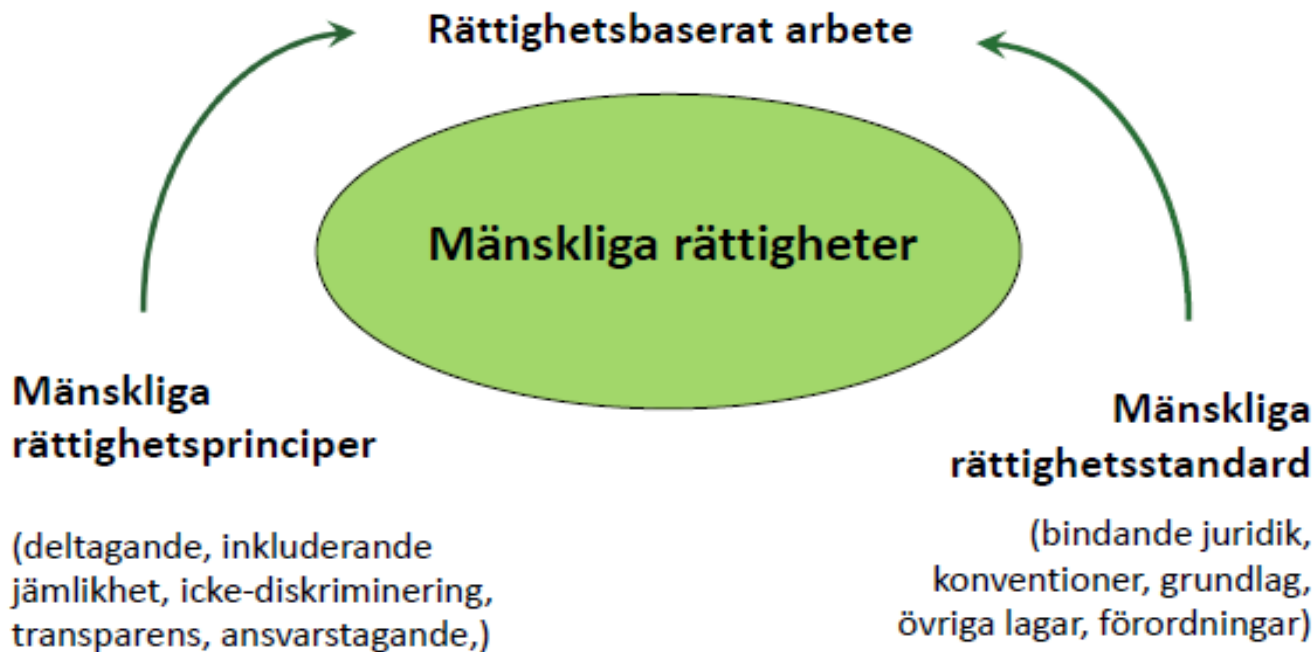 Rättighetsbaserat arbete
Mänskliga rättigheter
Mänskliga
rättighetsprinciper
(deltagande, inkluderande
jämlikhet, icke-diskriminering,
transparens, ansvarstagande,)
Mänskliga
rättighetsstandard
(bindande juridik,
konventioner, grundlag,
övriga lagar, förordningar)